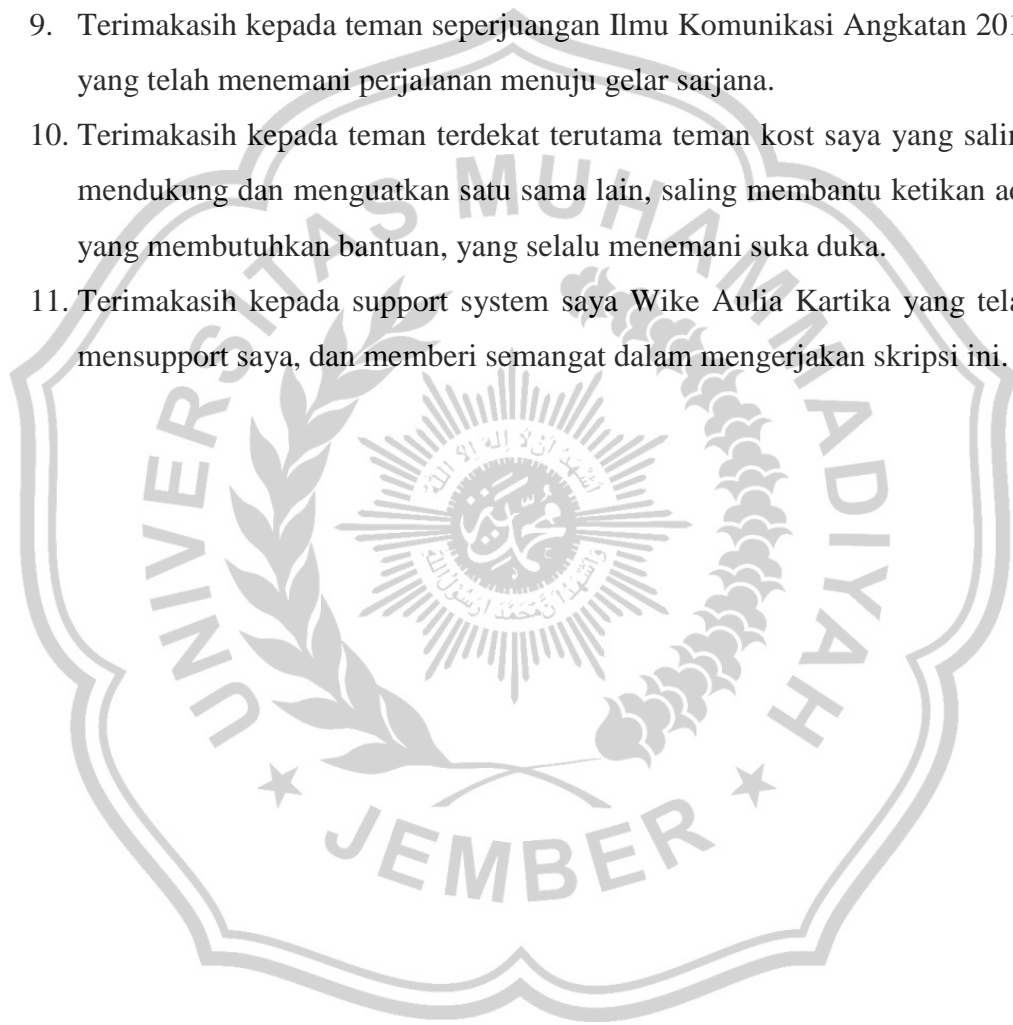 9. Terimakasih kepada teman seperjuangan Ilmu Komunikasi Angkatan 201
yang telah menemani perjalanan menuju gelar sarjana.
10. Terimakasih kepada teman terdekat terutama teman kost saya yang salin
mendukung dan menguatkan satu sama lain, saling membantu ketikan ad
yang membutuhkan bantuan, yang selalu menemani suka duka.
11. Terimakasih kepada support system saya Wike Aulia Kartika yang tela
mensupport saya, dan memberi semangat dalam mengerjakan skripsi ini.
UNIVERSITAS MUHAMMADIYAH
JEMBER